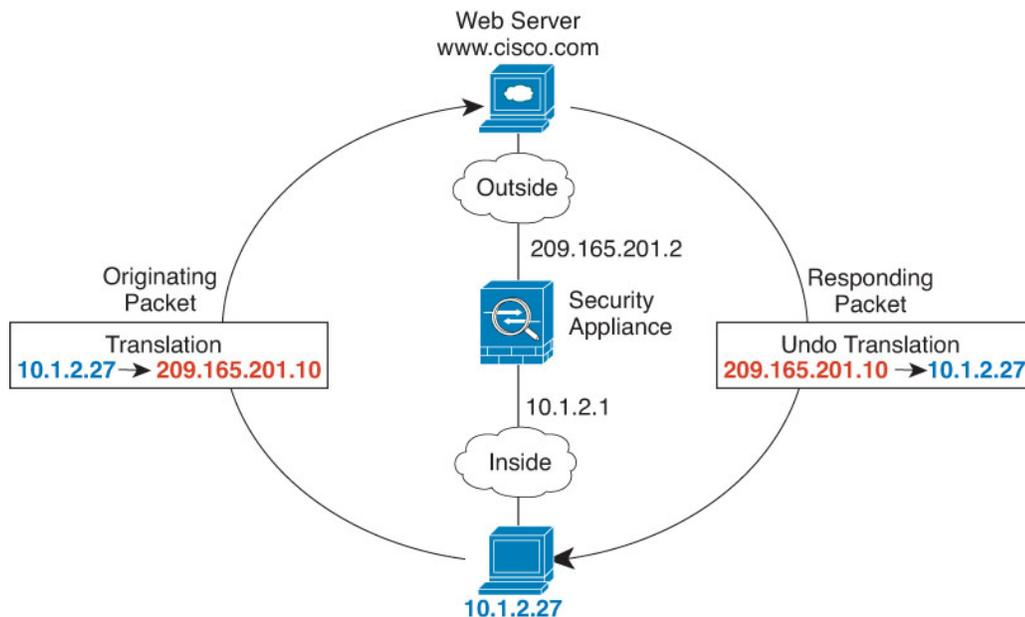 Web Server
www.cisco.com
Outside
209.165.201.2
Originating
Packet
Translation
10.1.2.27 → 209.165.201.10
Security
Appliance
Responding
Packet
Undo Translation
209.165.201.10 → 10.1.2.27
10.1.2.1
Inside
10.1.2.27